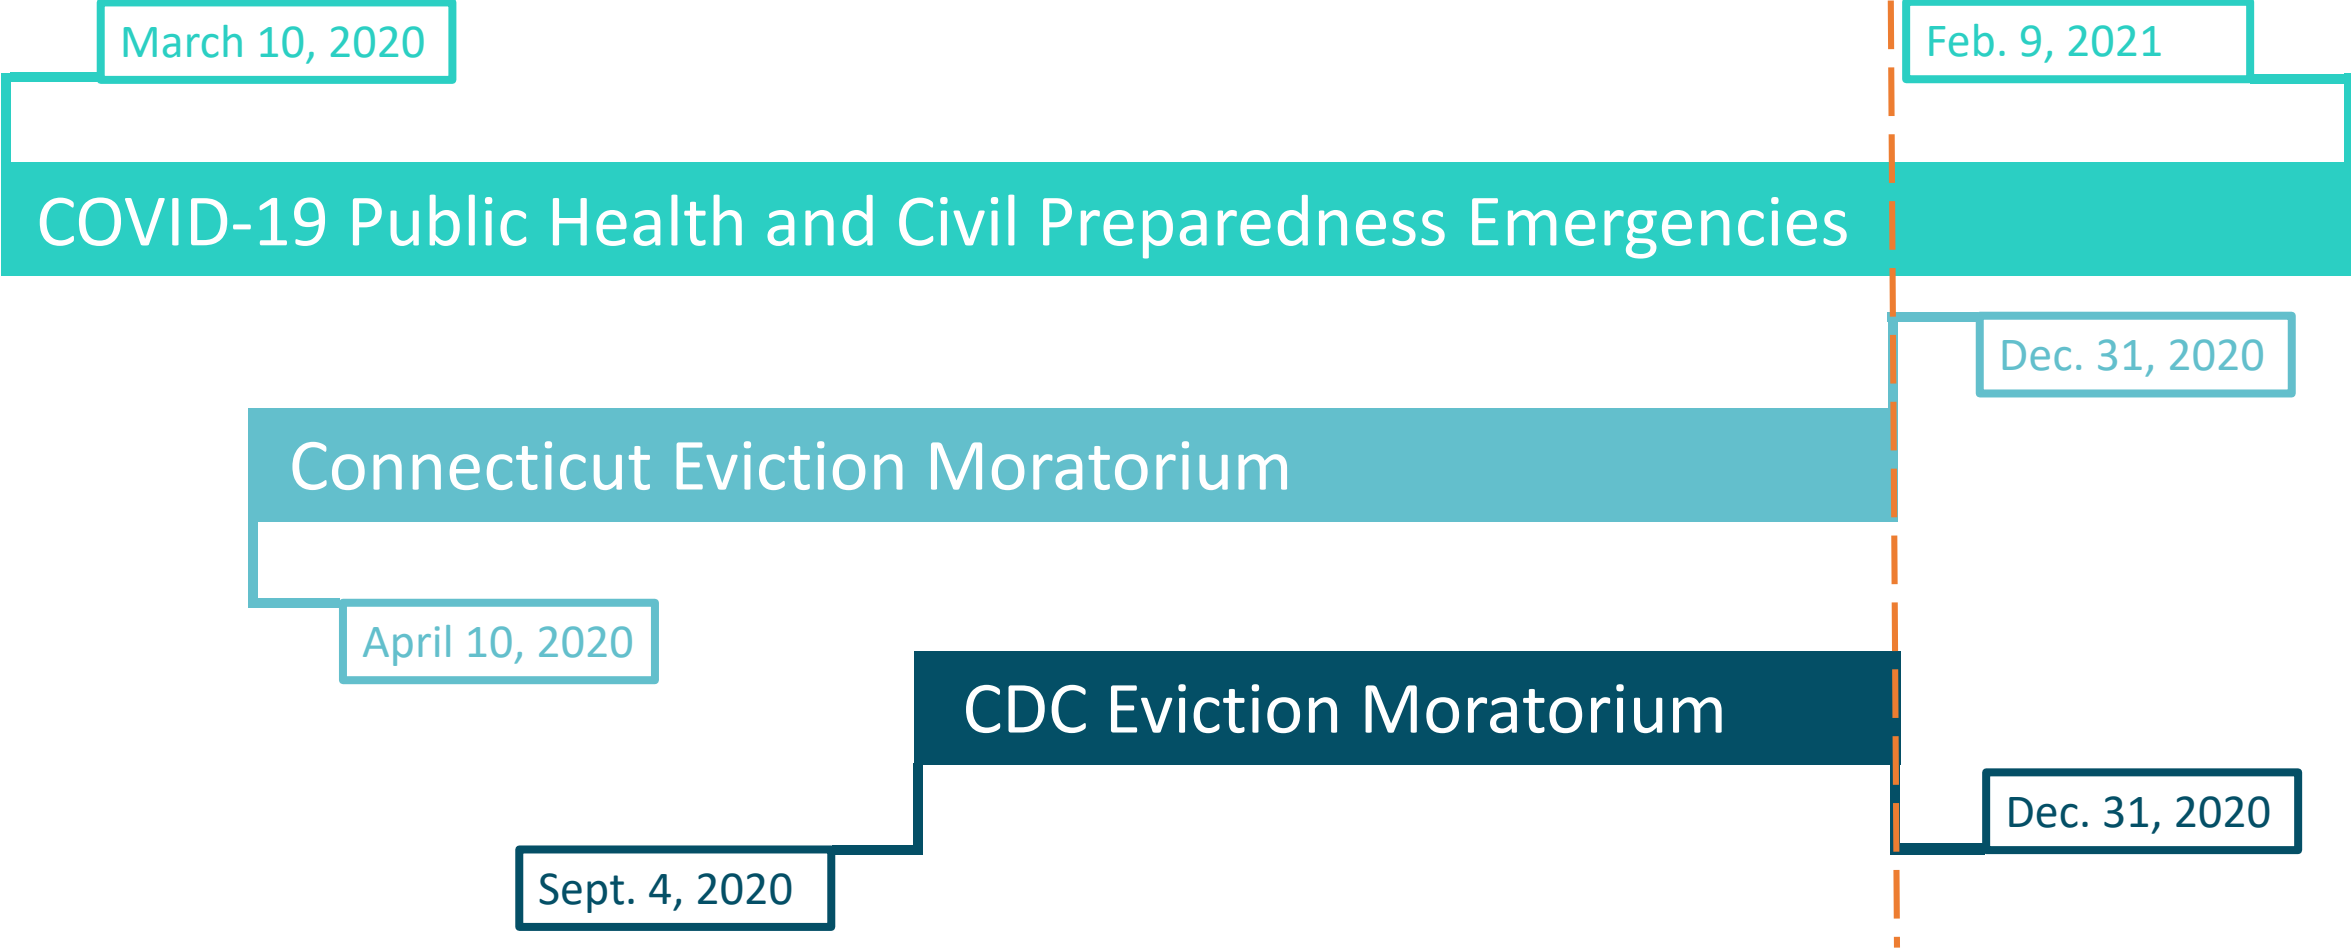 March 10, 2020
Feb. 9, 2021
COVID-19 Public Health and Civil Preparedness Emergencies
Dec. 31, 2020
Connecticut Eviction Moratorium
April 10, 2020
CDC Eviction Moratorium
Dec. 31, 2020
Sept. 4, 2020